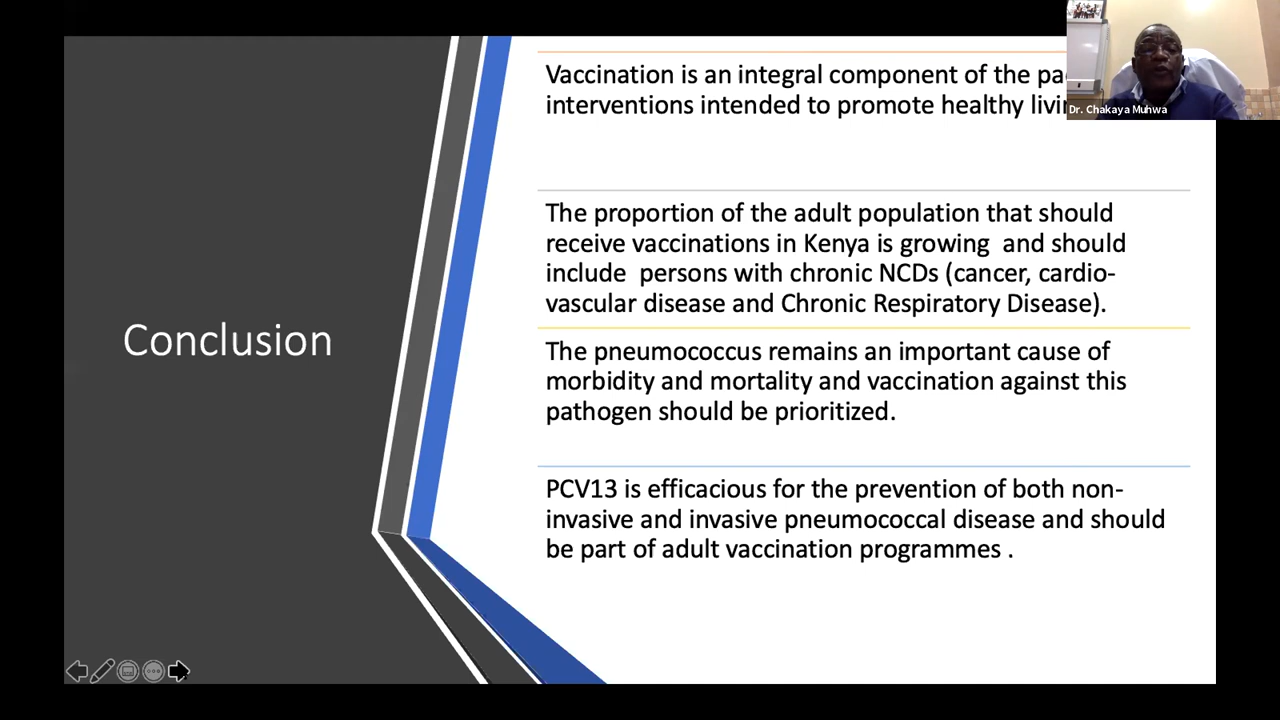 Conclusion
Vaccination is an integral component of the
interventions intended to promote healthy
The proportion of the adult population that should
receive vaccinations in Kenya is growing  and should
include  persons with chronic NCDs (cancer, cardio-
vascular disease and Chronic Respiratory Disease).
The pneumococcus remains an important cause of
morbidity and mortality and vaccination against this
pathogen should be prioritized.
PCV13 is efficacious for the prevention of both non-
invasive and invasive pneumococcal disease and should
be part of adult vaccination programmes .
Dr. Chakaya Muhwa